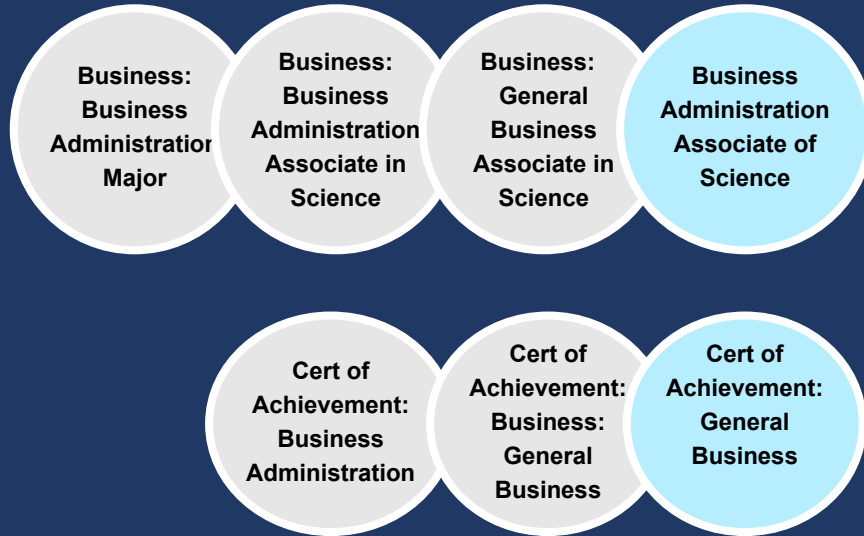 Business:
Business
Administration
Major
Business:
Business
Administration
Associate in
Science
Business:
General
Business
Associate in
Science
Business
Administration
Associate of
Science
Cert of
Achievement:
Business
Administration
Cert of
Achievement:
Business:
General
Business
Cert of
Achievement:
General
Business